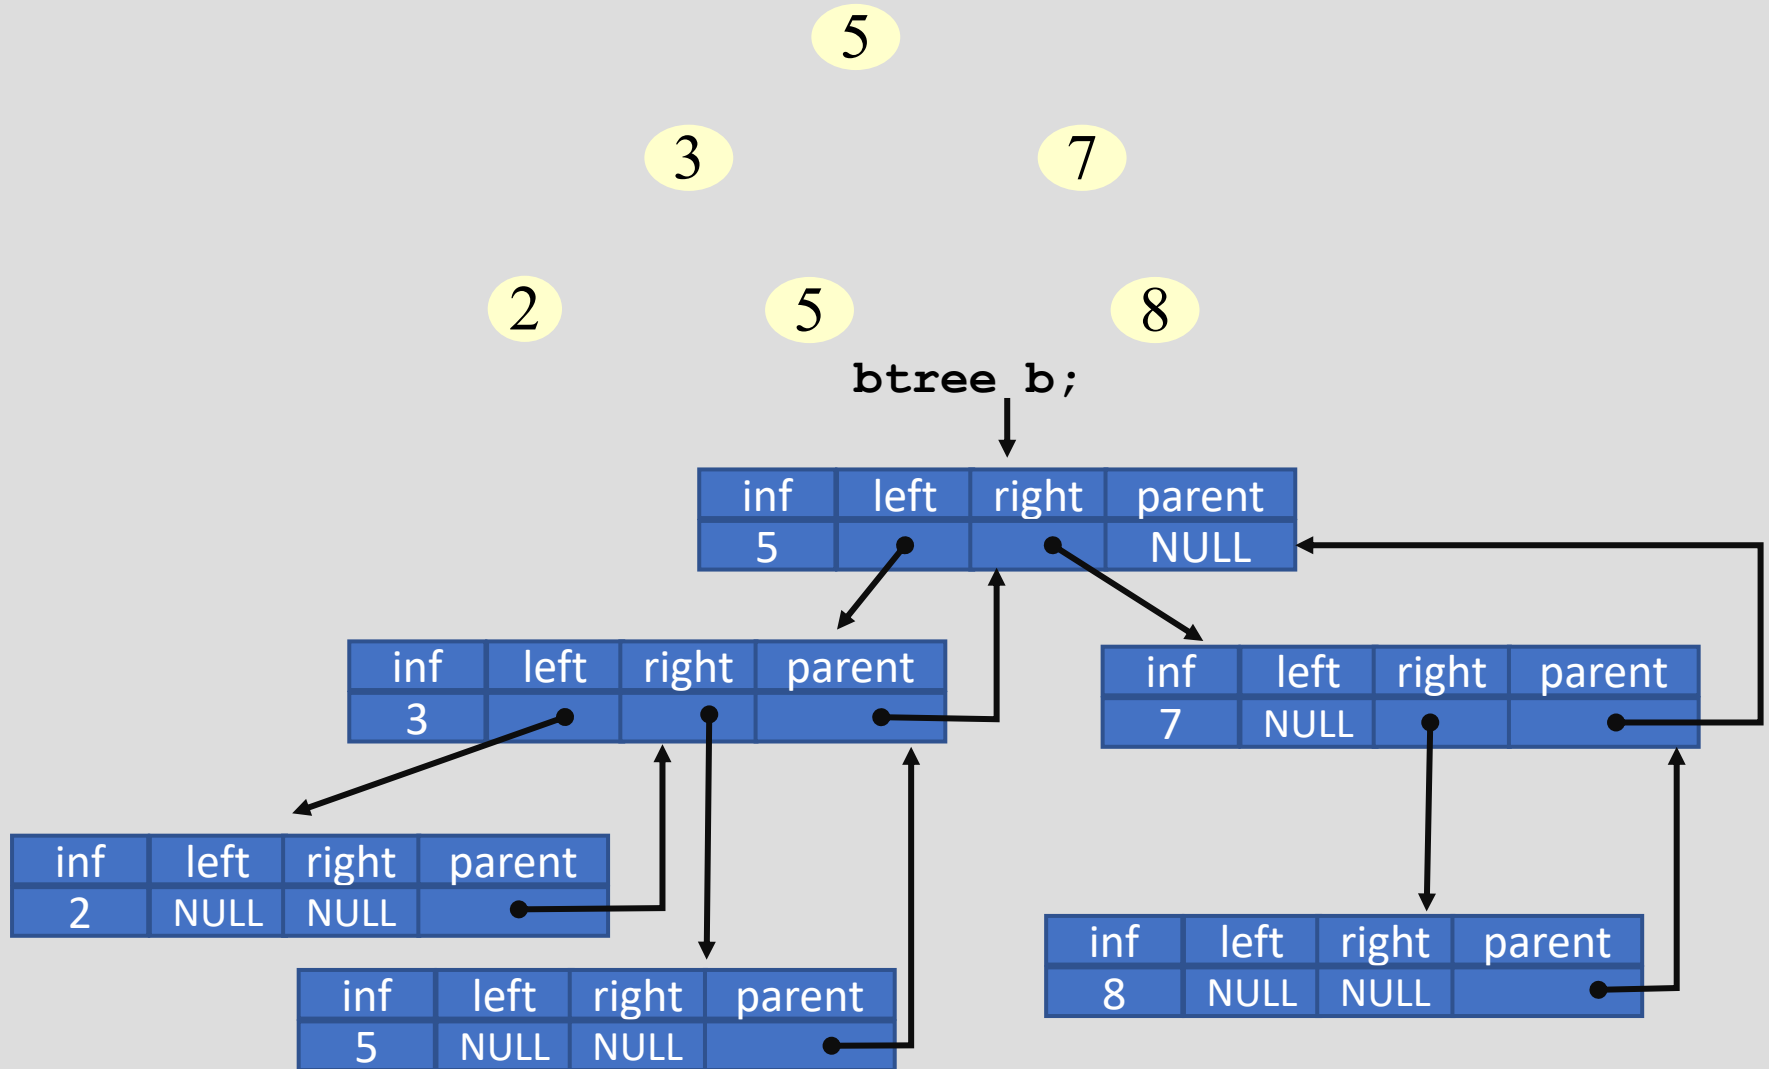 5
3 7
2 5 8
btree b;
inf left right parent
5 NULL
inf left right parent
3
inf left right parent
7 NULL
inf left right parent
2 NULL NULL
inf left right parent
8 NULL NULL
inf left right parent
5 NULL NULL